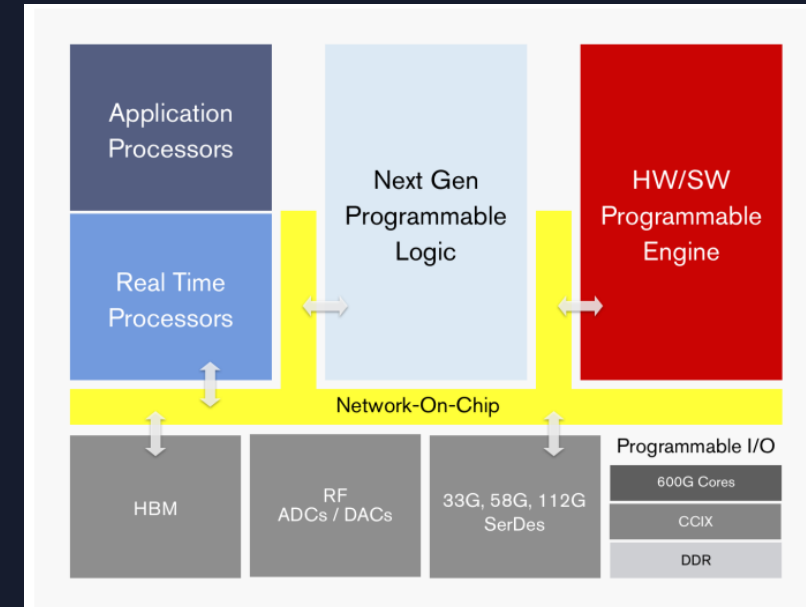 Application
Processors
Next Gen
Programmable
Logic
HW/SW
Programmable
Engine
Real Time
Processors
Network-On-Chip
HBM
RF
ADCs / DACs
33G, 58G, 112G
SerDes
Programmable I/O
600G Cores
CCIX
DDR